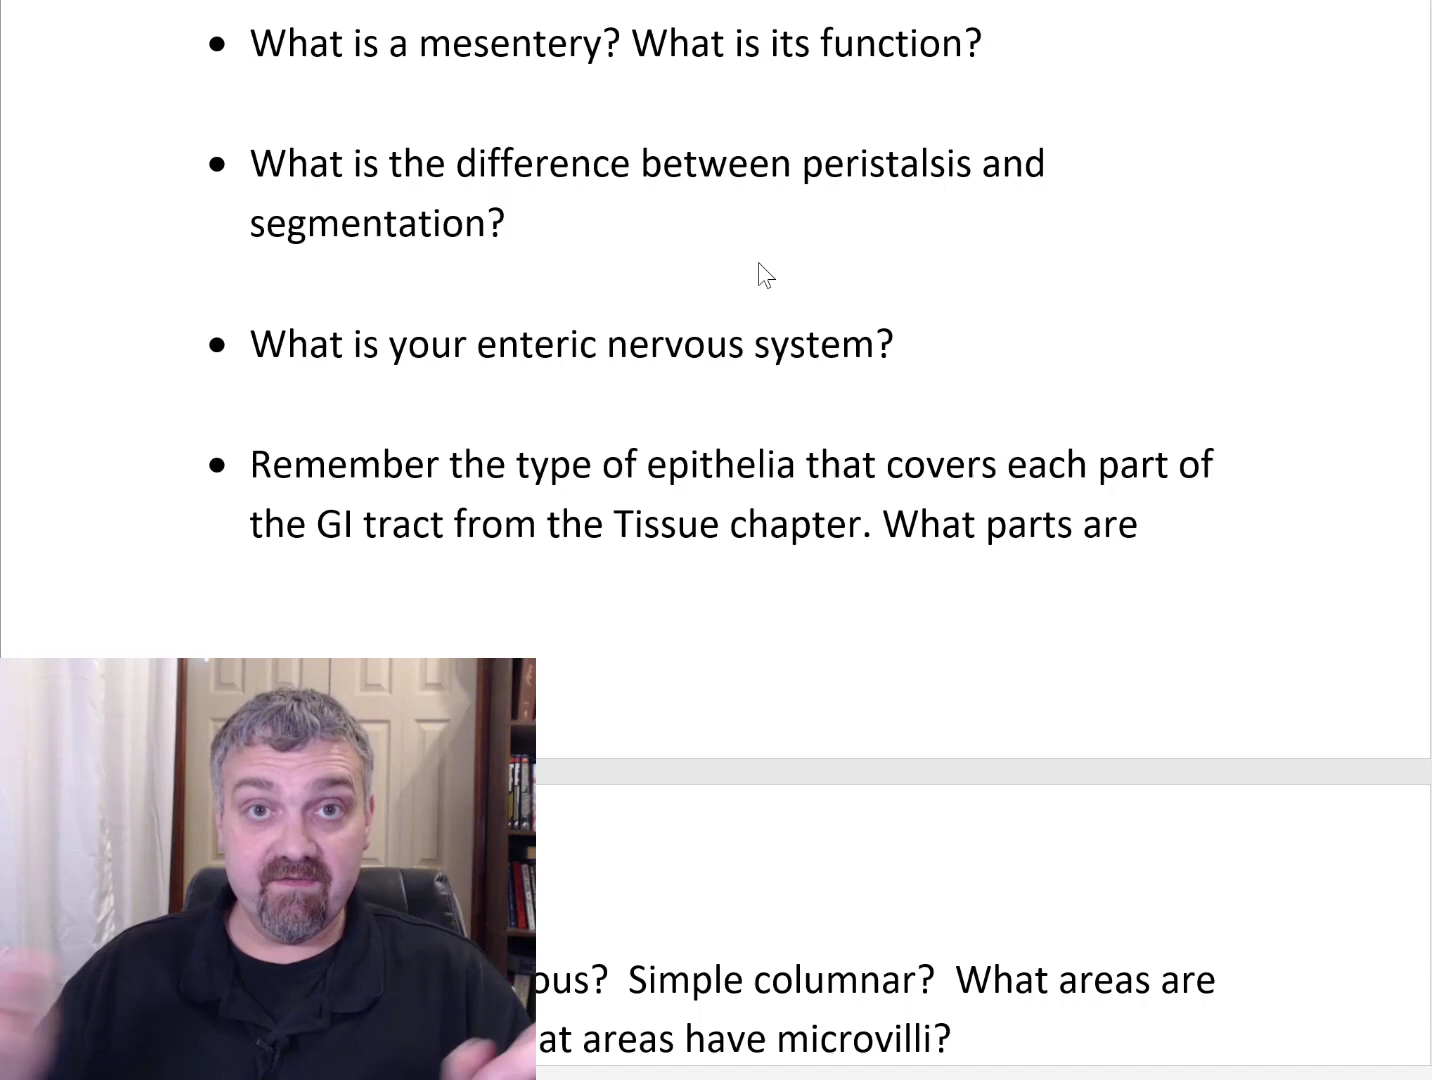 • What is a mesentery? What is its function?
• What is the difference between peristalsis and
segmentation?
• What is your enteric nervous system?
• Remember the type of epithelia that covers each part of
the GI tract from the Tissue chapter. What parts are
Simple columnar? What areas are
areas have microvilli?